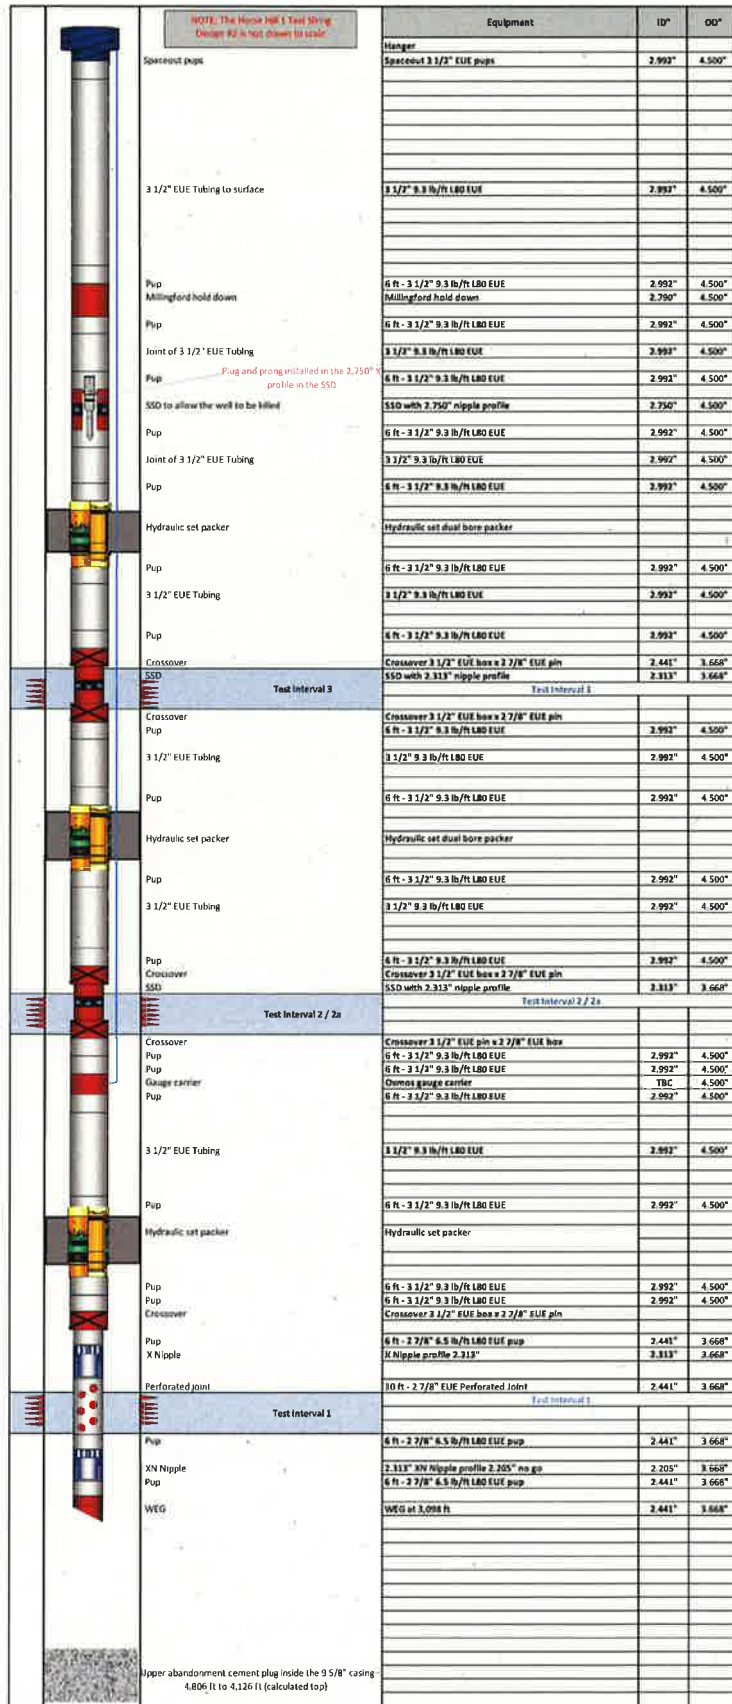 NOTE: The Horse Hill 1 Test String
Design #2 is not drawn to scale
Equipment ID" OD"
Hanger
Spaceout pups Spaceout 3 1/2" EUE pups 2.992" 4.500"
3 1/2" EUE Tubing to surface 3 1/2" 9.3 lb/ft L80 EUE 2.992" 4.500"
Pup 6 ft - 3 1/2" 9.3 lb/ft L80 EUE 2.992" 4.500"
Millingford hold down Millingford hold down 2.790" 4.500"
Pup 6 ft - 3 1/2" 9.3 lb/ft L80 EUE 2.992" 4.500"
Joint of 3 1/2" EUE Tubing 3 1/2" 9.3 lb/ft L80 EUE 2.992" 4.500"
Plug and prong installed in the 2.750" X
profile in the SSD
Pup 6 ft - 3 1/2" 9.3 lb/ft L80 EUE 2.992" 4.500"
SSD to allow the well to be killed SSD with 2.750" nipple profile 2.750" 4.500"
Pup 6 ft - 3 1/2" 9.3 lb/ft L80 EUE 2.992" 4.500"
Joint of 3 1/2" EUE Tubing 3 1/2" 9.3 lb/ft L80 EUE 2.992" 4.500"
Pup 6 ft - 3 1/2" 9.3 lb/ft L80 EUE 2.992" 4.500"
Hydraulic set packer Hydraulic set dual bore packer
Pup 6 ft - 3 1/2" 9.3 lb/ft L80 EUE 2.992" 4.500"
3 1/2" EUE Tubing 3 1/2" 9.3 lb/ft L80 EUE 2.992" 4.500"
Pup 6 ft - 3 1/2" 9.3 lb/ft L80 EUE 2.992" 4.500"
Crossover Crossover 3 1/2" EUE box x 2 7/8" EUE pin 2.441" 3.668"
SSD SSD with 2.313" nipple profile 2.313" 3.668"
Test Interval 3 Test Interval 1
Crossover Crossover 3 1/2" EUE box x 2 7/8" EUE pin
Pup 6 ft - 3 1/2" 9.3 lb/ft L80 EUE 2.992" 4.500"
3 1/2" EUE Tubing 3 1/2" 9.3 lb/ft L80 EUE 2.992" 4.500"
Pup 6 ft - 3 1/2" 9.3 lb/ft L80 EUE 2.992" 4.500"
Hydraulic set packer Hydraulic set dual bore packer
Pup 6 ft - 3 1/2" 9.3 lb/ft L80 EUE 2.992" 4.500"
3 1/2" EUE Tubing 3 1/2" 9.3 lb/ft L80 EUE 2.992" 4.500"
Pup 6 ft - 3 1/2" 9.3 lb/ft L80 EUE 2.992" 4.500"
Crossover Crossover 3 1/2" EUE box x 2 7/8" EUE pin
SSD SSD with 2.313" nipple profile 2.313" 3.668"
Test Interval 2 / 2a Test Interval 2 / 2a
Crossover Crossover 3 1/2" EUE pin x 2 7/8" EUE box
Pup 6 ft - 3 1/2" 9.3 lb/ft L80 EUE 2.992" 4.500"
Pup 6 ft - 3 1/2" 9.3 lb/ft L80 EUE 2.992" 4.500"
Gauge carrier Osmos gauge carrier TBC 4.500"
Pup 6 ft - 3 1/2" 9.3 lb/ft L80 EUE 2.992" 4.500"
3 1/2" EUE Tubing 3 1/2" 9.3 lb/ft L80 EUE 2.992" 4.500"
Pup 6 ft - 3 1/2" 9.3 lb/ft L80 EUE 2.992" 4.500"
Hydraulic set packer Hydraulic set packer
Pup 6 ft - 3 1/2" 9.3 lb/ft L80 EUE 2.992" 4.500"
Pup 6 ft - 3 1/2" 9.3 lb/ft L80 EUE 2.992" 4.500"
Crossover Crossover 3 1/2" EUE box x 2 7/8" EUE pin
Pup 6 ft - 2 7/8" 6.5 lb/ft L80 EUE pup 2.441" 3.668"
X Nipple X Nipple profile 2.313" 2.313" 3.668"
Perforated joint 10 ft - 2 7/8" EUE Perforated Joint 2.441" 3.668"
Test Interval 1 Test Interval 1
Pup 6 ft - 2 7/8" 6.5 lb/ft L80 EUE pup 2.441" 3.668"
XN Nipple 2.313" XN Nipple profile 2.205" no go 2.205" 3.668"
Pup 6 ft - 2 7/8" 6.5 lb/ft L80 EUE pup 2.441" 3.668"
WEG WEG at 3,098 ft 2.441" 3.668"
Upper abandonment cement plug inside the 9 5/8" casing -
4,806 ft to 4,126 ft (calculated top)